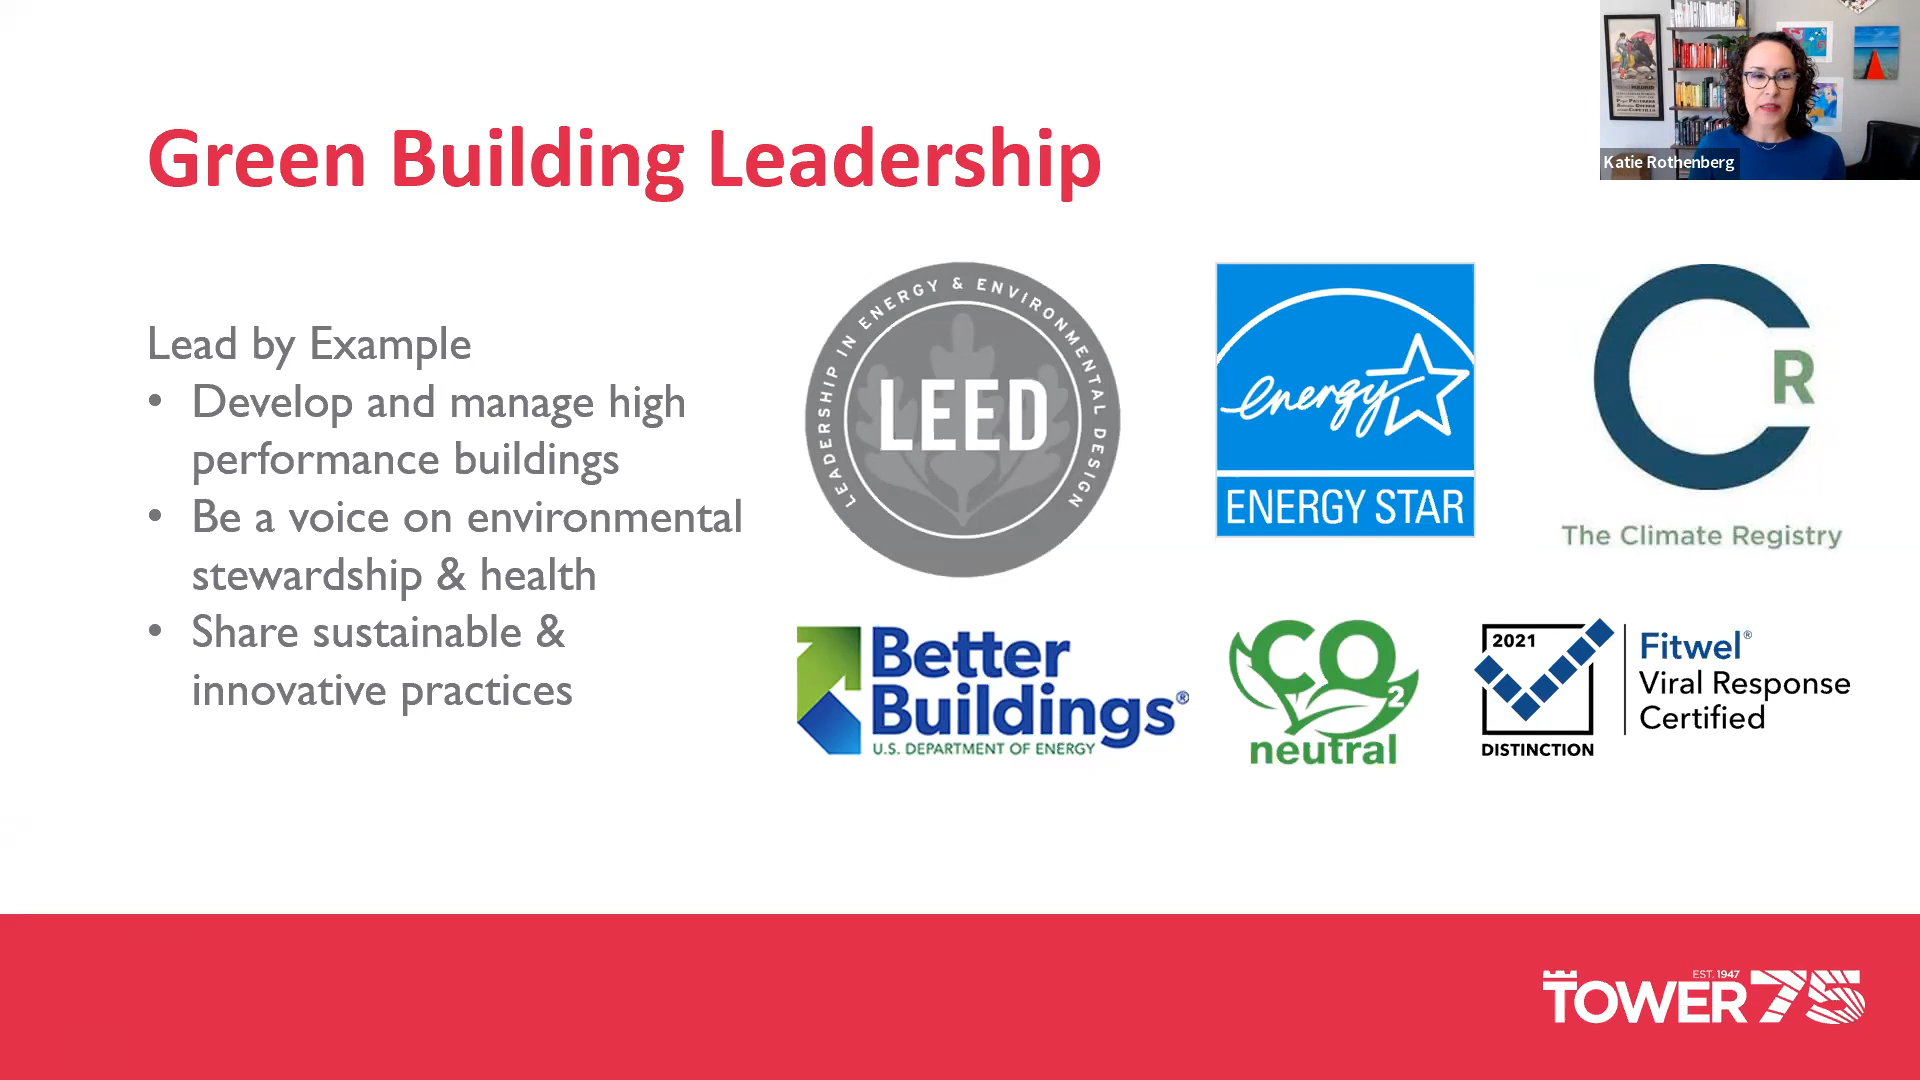 Green Building Leadership
Katie Rothenberg
Lead by Example
• Develop and manage high
performance buildings
• Be a voice on environmental
stewardship & health
• Share sustainable &
innovative practices
LEADERSHIP IN ENERGY & ENVIRONMENTAL DESIGN
LEED
energy
ENERGY STAR
CR
The Climate Registry
Better
Buildings®
U.S. DEPARTMENT OF ENERGY
CO2
neutral
2021
DISTINCTION
Fitwel®
Viral Response
Certified
EST. 1947
TOWER 75